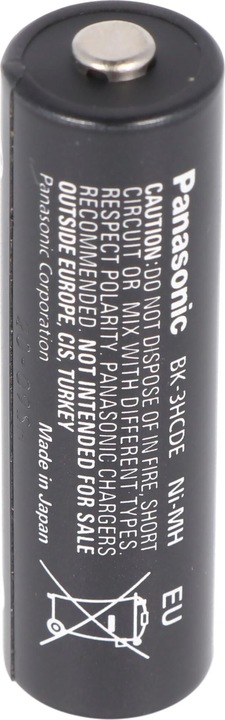 Panasonic BK-3HCDE Ni-MH EU
CAUTION: DO NOT DISPOSE OF IN FIRE, SHORT
CIRCUIT OR MIX WITH DIFFERENT TYPES.
RESPECT POLARITY. PANASONIC CHARGERS
RECOMMENDED. NOT INTENDED FOR SALE
OUTSIDE EUROPE, CIS, TURKEY
Panasonic Corporation Made in Japan